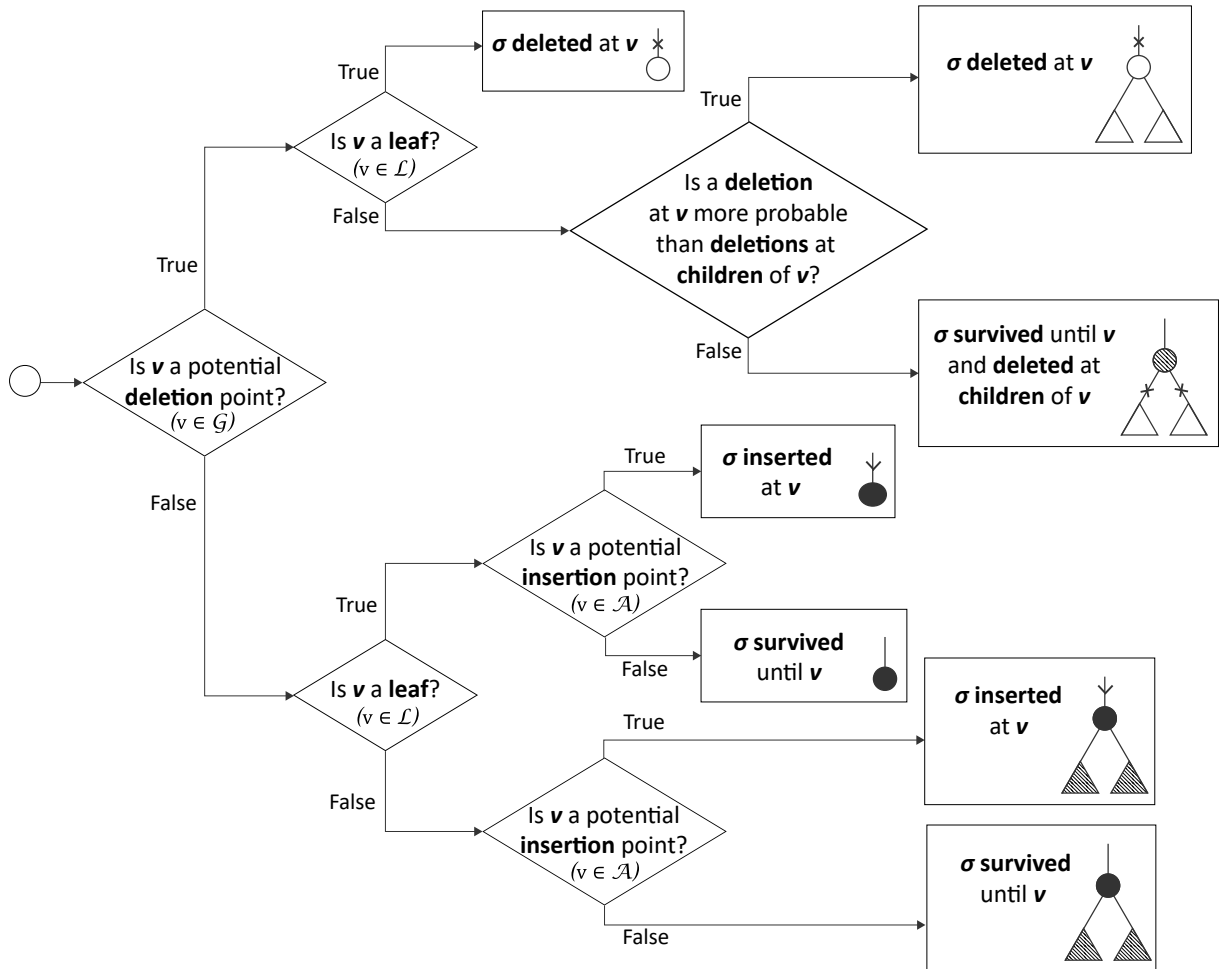 σ deleted at v
True
Is v a leaf?
(v ∈ ℒ)
False
σ deleted at v
True
Is a deletion
at v more probable
than deletions at
children of v?
False
σ survived until v
and deleted at
children of v
True
Is v a potential
deletion point?
(v ∈ 𝒢)
False
σ inserted
at v
True
Is v a potential
insertion point?
(v ∈ 𝒜)
False
σ survived
until v
True
Is v a leaf?
(v ∈ ℒ)
False
σ inserted
at v
True
Is v a potential
insertion point?
(v ∈ 𝒜)
False
σ survived
until v